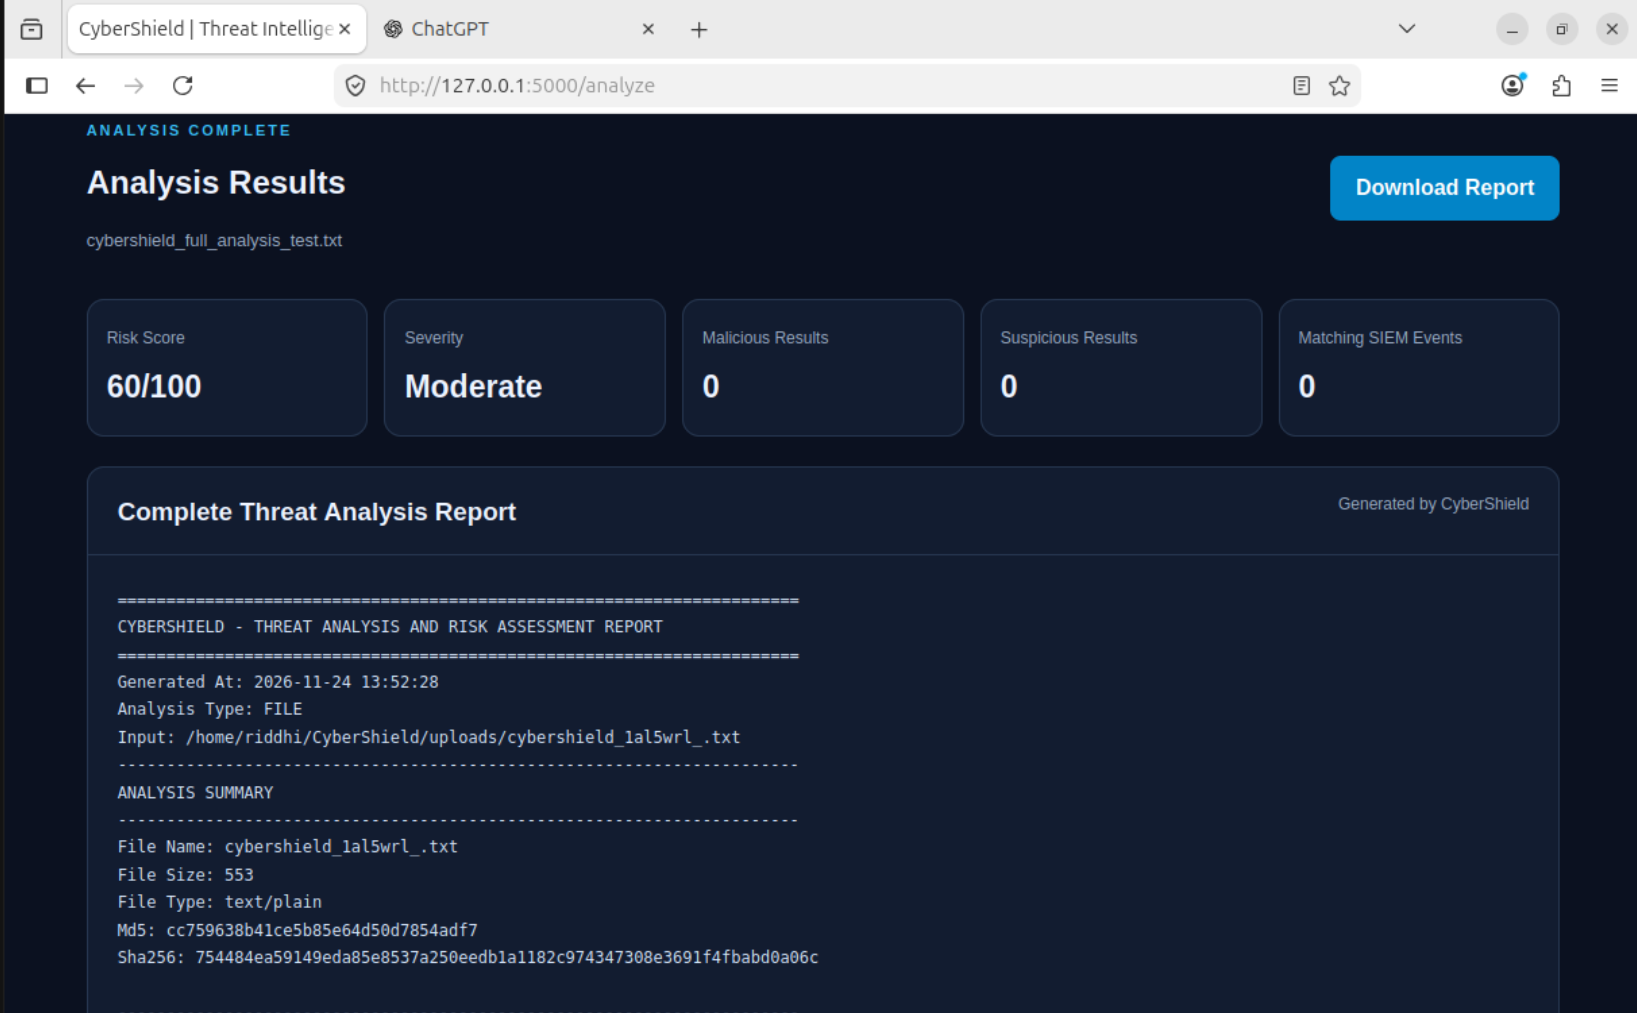 CyberShield | Threat Intellige
ChatGPT
http://127.0.0.1:5000/analyze
ANALYSIS COMPLETE
Analysis Results
Download Report
cybershield_full_analysis_test.txt
Risk Score
60/100
Severity
Moderate
Malicious Results
0
Suspicious Results
0
Matching SIEM Events
0
Complete Threat Analysis Report
Generated by CyberShield
======================================================================
CYBERSHIELD - THREAT ANALYSIS AND RISK ASSESSMENT REPORT
======================================================================
Generated At: 2026-11-24 13:52:28
Analysis Type: FILE
Input: /home/riddhi/CyberShield/uploads/cybershield_1al5wrl_.txt
----------------------------------------------------------------------
ANALYSIS SUMMARY
----------------------------------------------------------------------
File Name: cybershield_1al5wrl_.txt
File Size: 553
File Type: text/plain
Md5: cc759638b41ce5b85e64d50d7854adf7
Sha256: 754484ea59149eda85e8537a250eedb1a1182c974347308e3691f4fbabd0a06c